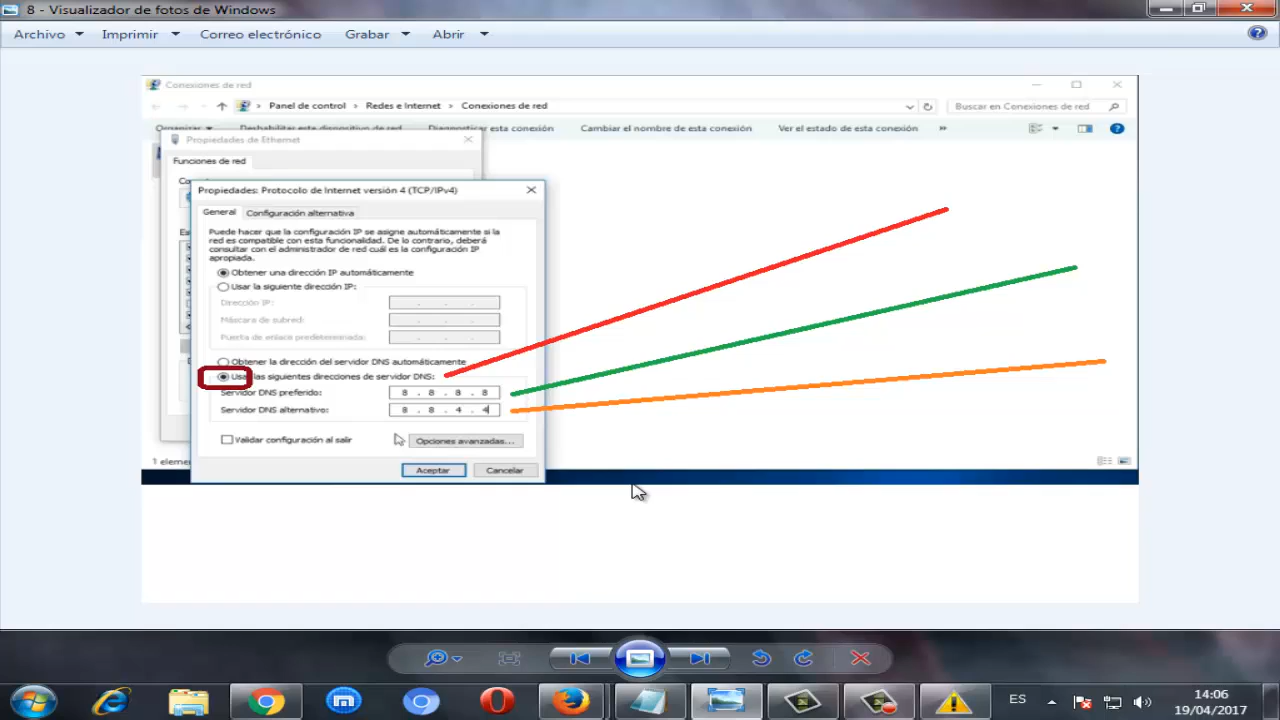 8 - Visualizador de fotos de Windows
Archivo Imprimir Correo electrónico Grabar Abrir
Conexiones de red
Panel de control Redes e Internet Conexiones de red Buscar en Conexiones de red
Organizar Deshabilitar este dispositivo de red Diagnosticar esta conexión Cambiar el nombre de esta conexión Ver el estado de esta conexión »
Propiedades de Ethernet
Funciones de red
Propiedades: Protocolo de Internet versión 4 (TCP/IPv4)
General Configuración alternativa
Puede hacer que la configuración IP se asigne automáticamente si la
red es compatible con esta funcionalidad. De lo contrario, deberá
consultar con el administrador de red cuál es la configuración IP
apropiada.
Obtener una dirección IP automáticamente
Usar la siguiente dirección IP:
Dirección IP:
Máscara de subred:
Puerta de enlace predeterminada:
Obtener la dirección del servidor DNS automáticamente
Usar las siguientes direcciones de servidor DNS:
Servidor DNS preferido: 8 . 8 . 8 . 8
Servidor DNS alternativo: 8 . 8 . 4 . 4
Validar configuración al salir Opciones avanzadas...
Aceptar Cancelar
ES
14:06
19/04/2017